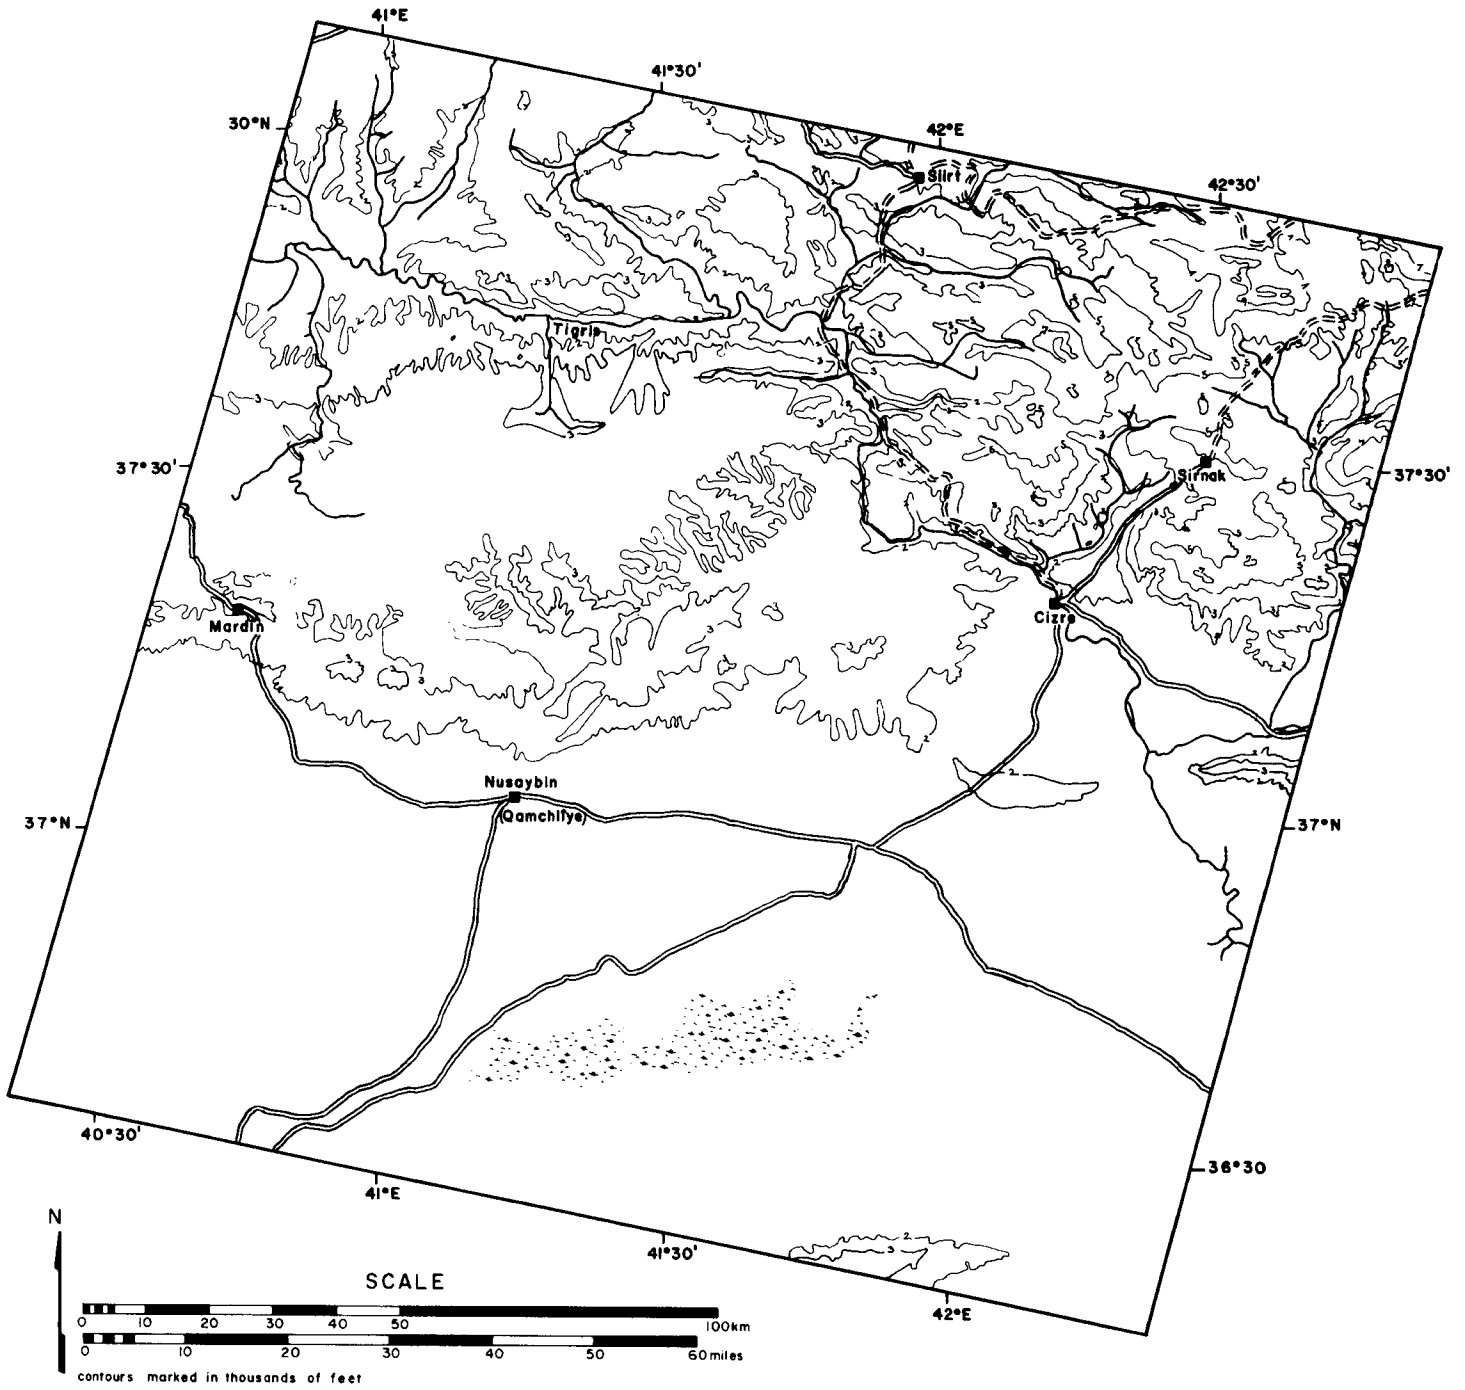 41°E
41°30'
30°N
42°E
Siirt
42°30'
Tigris
37°30'
37°30'
Sirnak
Mardin
Cizre
Nusaybin
(Qamchliye)
37°N
37°N
40°30'
36°30
41°E
41°30'
42°E
N
SCALE
0 10 20 30 40 50 100km
0 10 20 30 40 50 60 miles
contours marked in thousands of feet